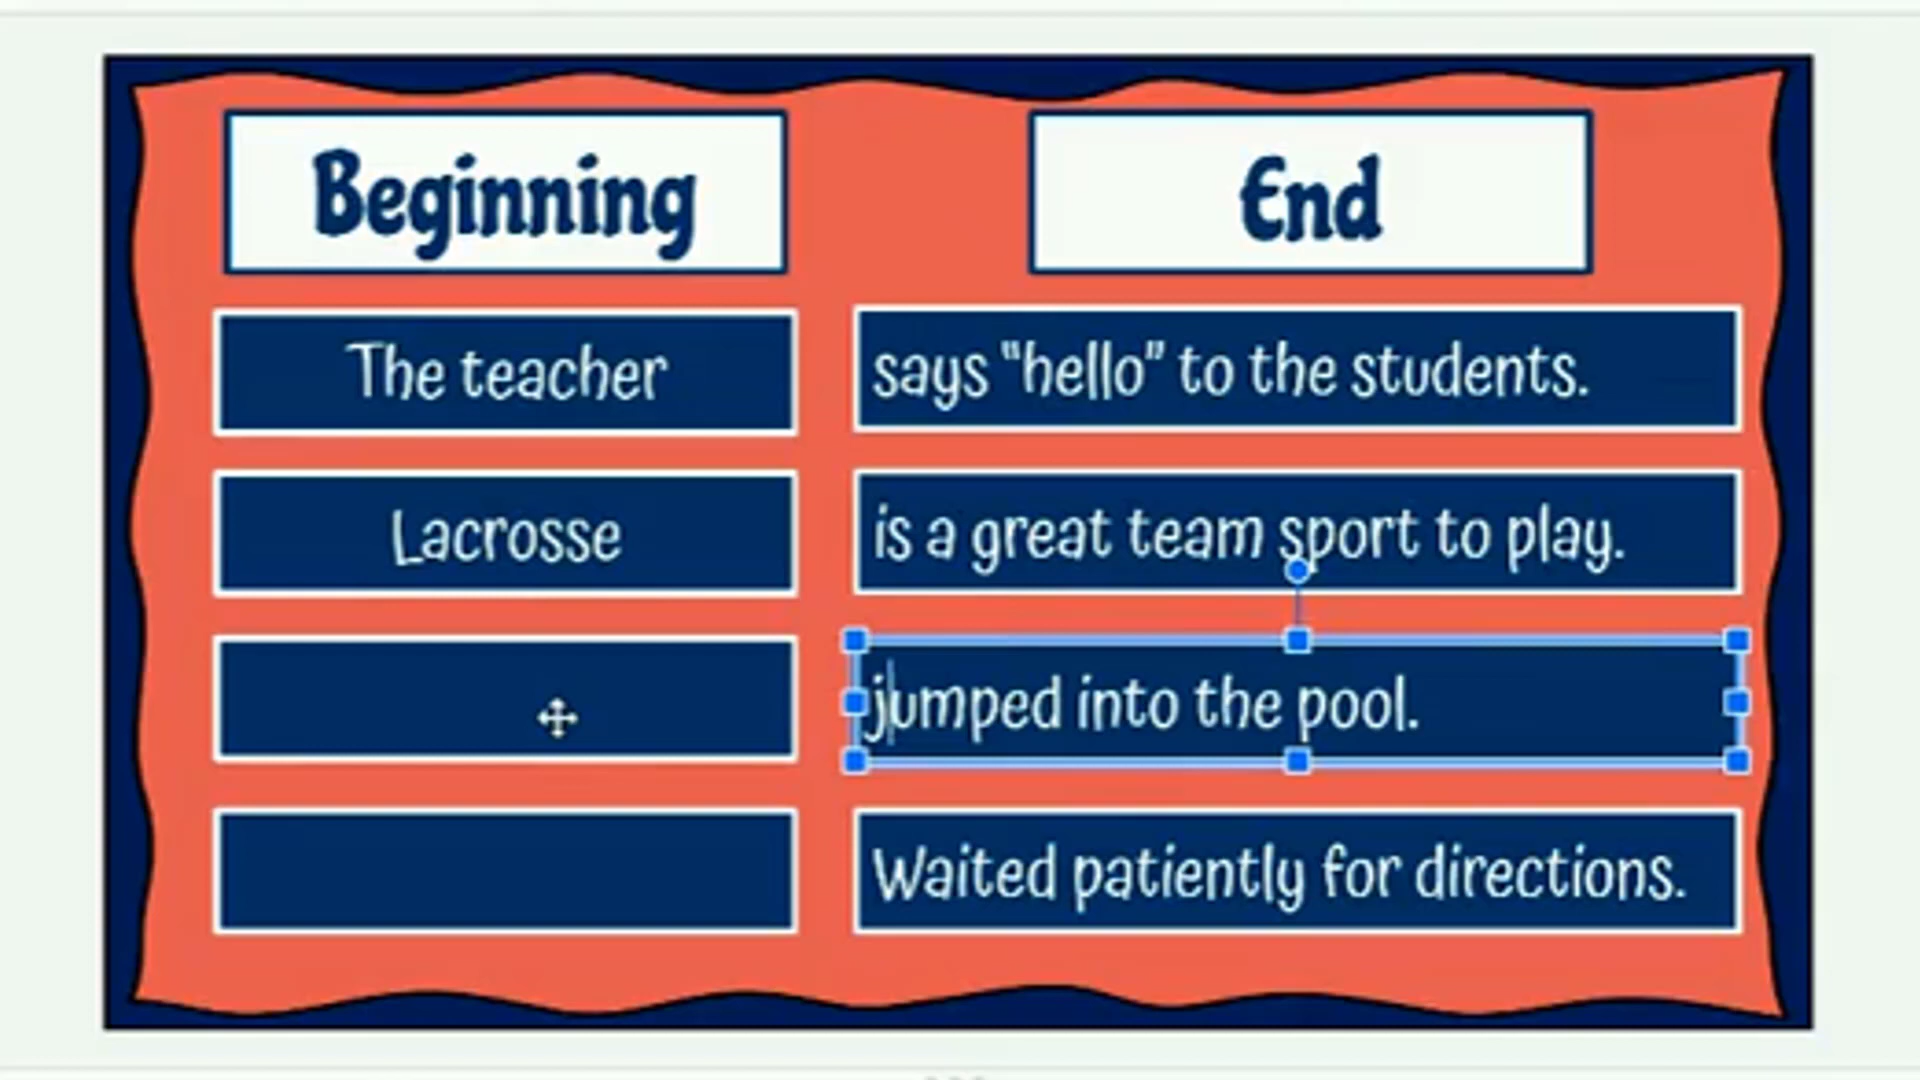 Beginning
End
The teacher
says "hello" to the students.
Lacrosse
is a great team sport to play.
jumped into the pool.
Waited patiently for directions.